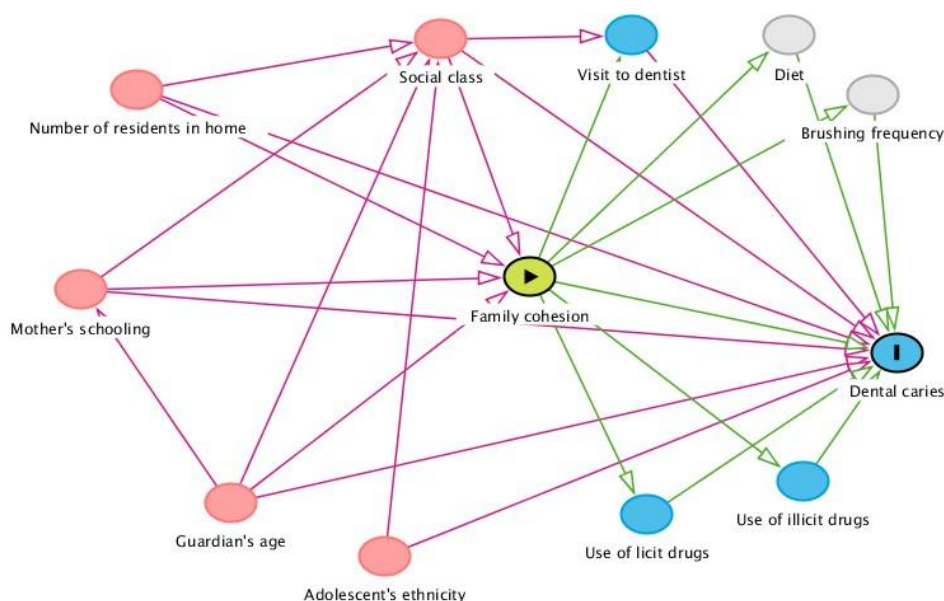 Social class
Visit to dentist
Diet
Number of residents in home
Brushing frequency
Mother's schooling
Family cohesion
Dental caries
Guardian's age
Use of licit drugs
Use of illicit drugs
Adolescent's ethnicity